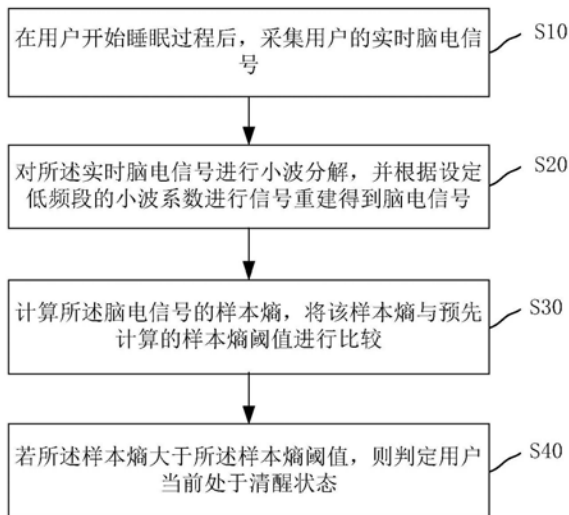 在用户开始睡眠过程后，采集用户的实时脑电信
号
S10
对所述实时脑电信号进行小波分解，并根据设定
低频段的小波系数进行信号重建得到脑电信号
S20
计算所述脑电信号的样本熵，将该样本熵与预先
计算的样本熵阈值进行比较
S30
若所述样本熵大于所述样本熵阈值，则判定用户
当前处于清醒状态
S40